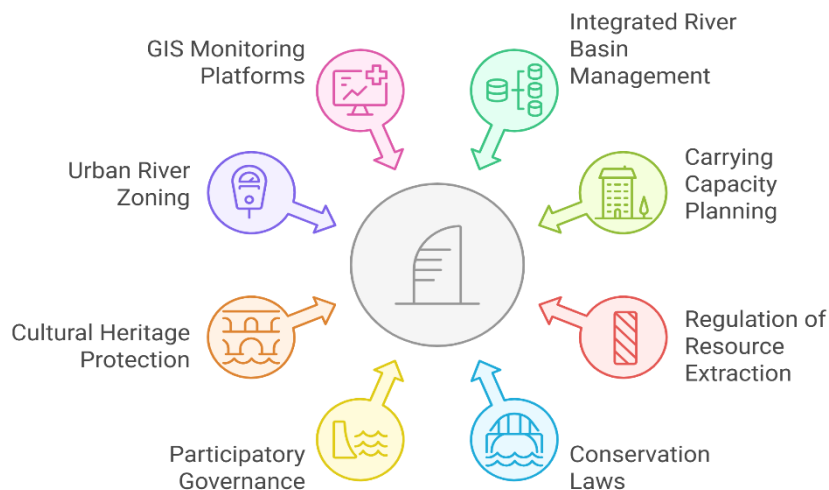 GIS Monitoring
Platforms
Integrated River
Basin
Management
Urban River
Zoning
Carrying
Capacity
Planning
Cultural Heritage
Protection
Regulation of
Resource
Extraction
Participatory
Governance
Conservation
Laws